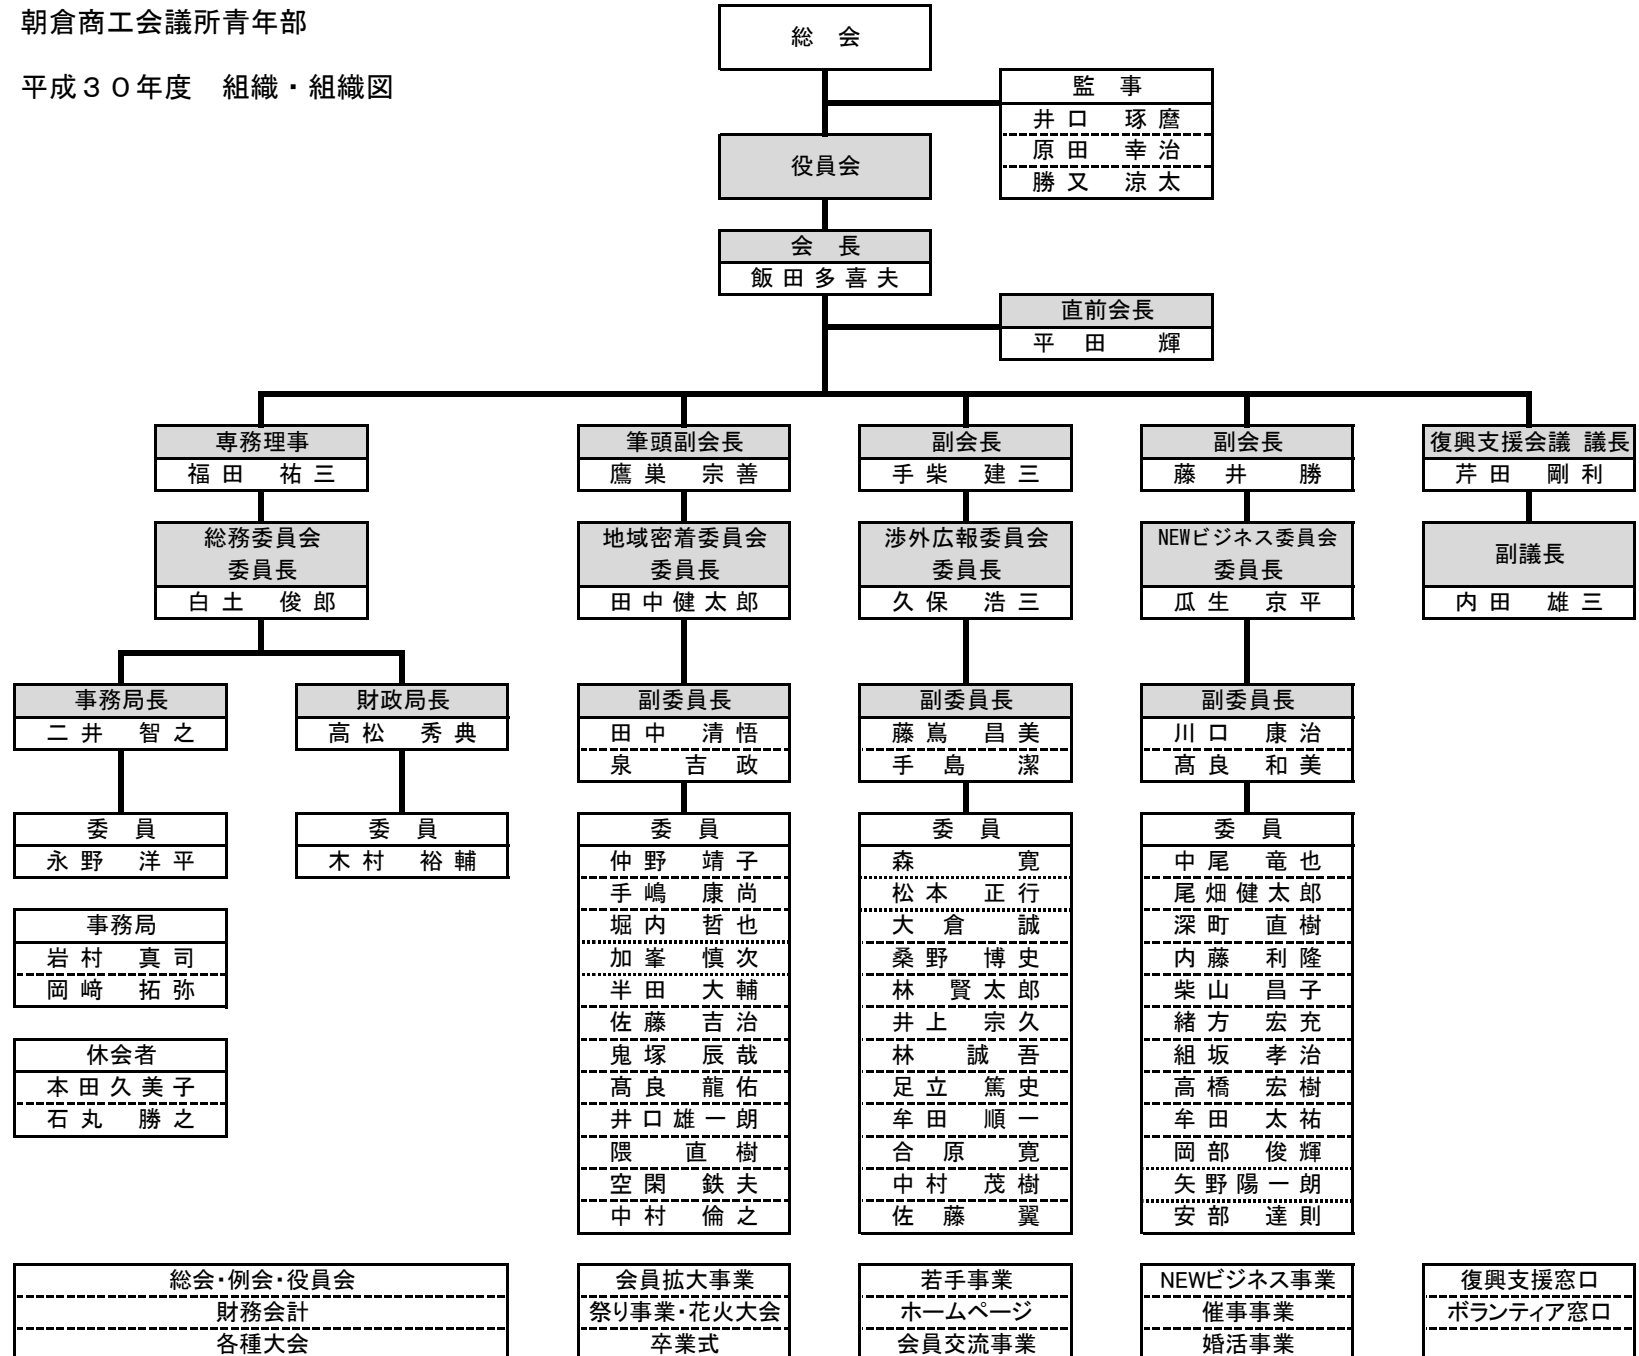 朝倉商工会議所青年部
平成３０年度　組織・組織図
総　会
監　事
井口　琢麿
原田　幸治
勝又　涼太
役員会
会　長
飯田多喜夫
直前会長
平田　輝
専務理事
福田　祐三
筆頭副会長
鷹巣　宗善
副会長
手柴　建三
副会長
藤井　勝
復興支援会議 議長
芹田　剛利
総務委員会
委員長
白土　俊郎
地域密着委員会
委員長
田中健太郎
渉外広報委員会
委員長
久保　浩三
NEWビジネス委員会
委員長
瓜生　京平
副議長
内田　雄三
事務局長
二井　智之
財政局長
高松　秀典
副委員長
田中　清悟
泉　吉政
副委員長
藤嶌　昌美
手島　潔
副委員長
川口　康治
髙良　和美
委　員
永野　洋平
委　員
木村　裕輔
委　員
仲野　靖子
手嶋　康尚
堀内　哲也
加峯　慎次
半田　大輔
佐藤　吉治
鬼塚　辰哉
髙良　龍佑
井口雄一朗
隈　直樹
空閑　鉄夫
中村　倫之
委　員
森　寛
松本　正行
大倉　誠
桑野　博史
林　賢太郎
井上　宗久
林　誠吾
足立　篤史
牟田　順一
合原　寛
中村　茂樹
佐藤　翼
委　員
中尾　竜也
尾畑健太郎
深町　直樹
内藤　利隆
柴山　昌子
緒方　宏充
組坂　孝治
高橋　宏樹
牟田　太祐
岡部　俊輝
矢野陽一朗
安部　達則
事務局
岩村　真司
岡﨑　拓弥
休会者
本田久美子
石丸　勝之
総会・例会・役員会
財務会計
各種大会
会員拡大事業
祭り事業・花火大会
卒業式
若手事業
ホームページ
会員交流事業
NEWビジネス事業
催事事業
婚活事業
復興支援窓口
ボランティア窓口